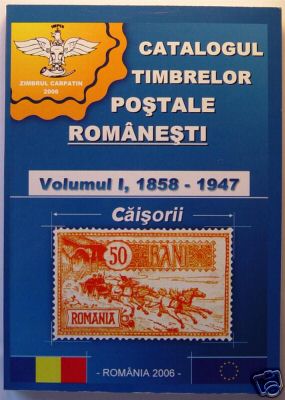 CATALOGUL
TIMBRELOR
POȘTALE
ROMÂNEȘTI
ZIMBRUL CARPATIN
2006
Volumul I, 1858 - 1947
Căișorii
50 BANI
ROMANIA
- ROMÂNIA 2006 -